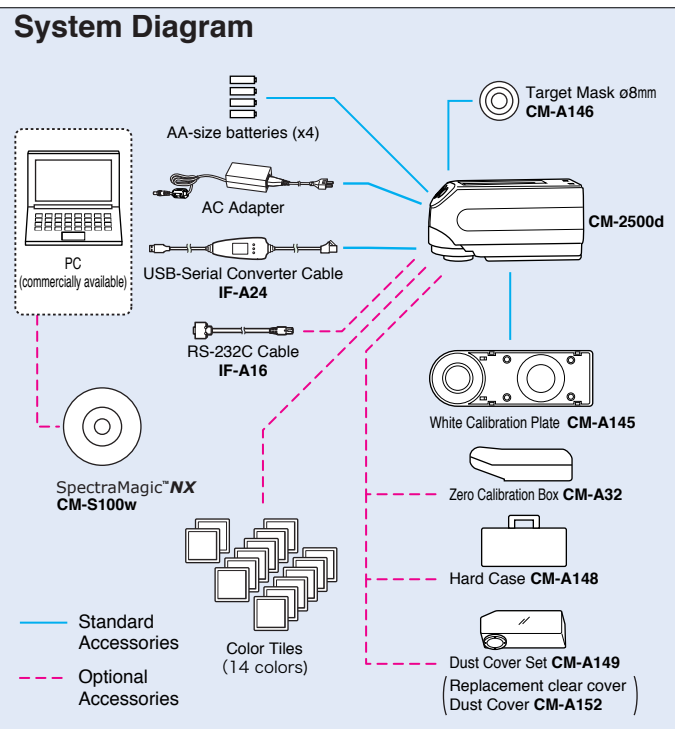 System Diagram
AA-size batteries (x4)
Target Mask ø8mm
CM-A146
AC Adapter
CM-2500d
PC
(commercially available)
USB-Serial Converter Cable
IF-A24
RS-232C Cable
IF-A16
White Calibration Plate CM-A145
SpectraMagic™NX
CM-S100w
Zero Calibration Box CM-A32
Hard Case CM-A148
Color Tiles
(14 colors)
Dust Cover Set CM-A149
(Replacement clear cover
Dust Cover CM-A152)
Standard
Accessories
Optional
Accessories